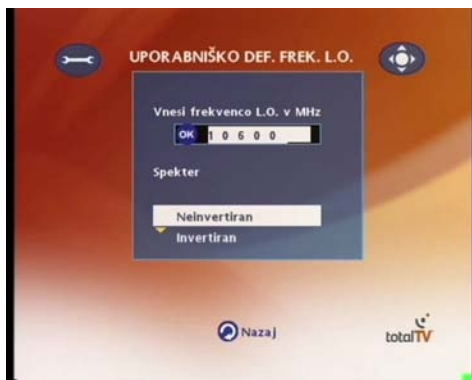 UPORABNIŠKO DEF. FREK. L.O.
Vnesi frekvenco L.O. v MHz
OK 10600
Spekter
Neinvertiran
Invertiran
Nazaj
totalTV